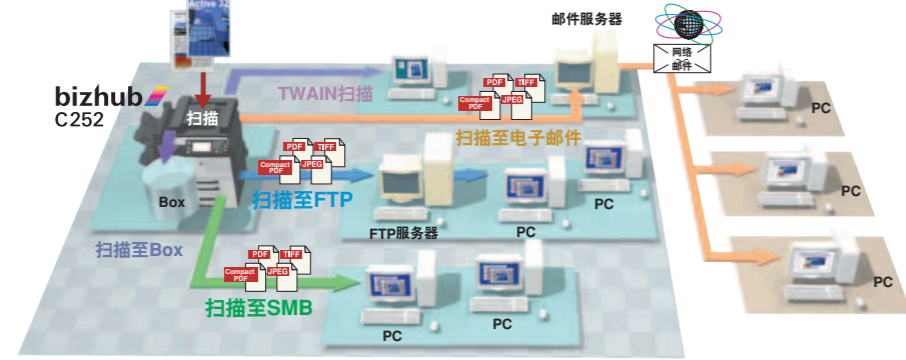 Active 32
邮件服务器
网络
邮件
bizhub
C252
扫描
TWAIN扫描
PDF
TIFF
Compact
PDF
JPEG
扫描至电子邮件
PC
PDF
TIFF
Compact
PDF
JPEG
Box
扫描至FTP
FTP服务器
PC
PC
PC
扫描至Box
PDF
TIFF
Compact
PDF
JPEG
扫描至SMB
PC
PC
PC